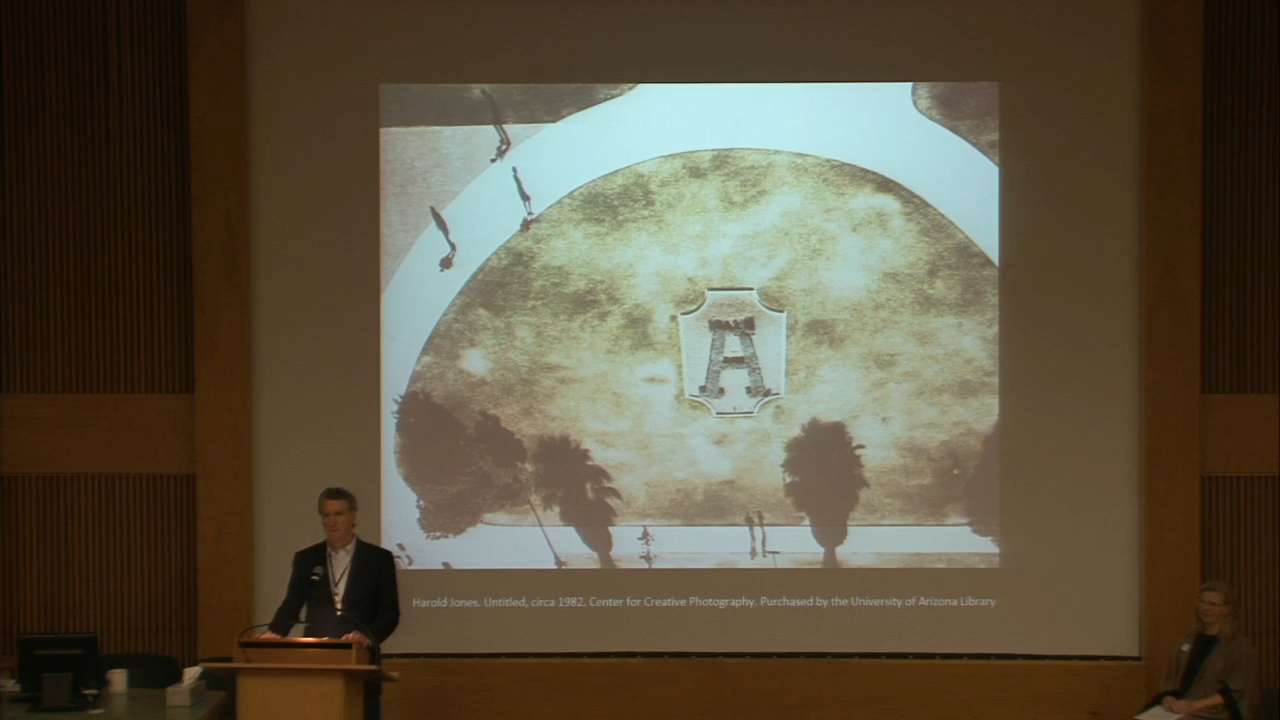 A
Harold Jones. Untitled, circa 1982. Center for Creative Photography. Purchased by the University of Arizona Library.